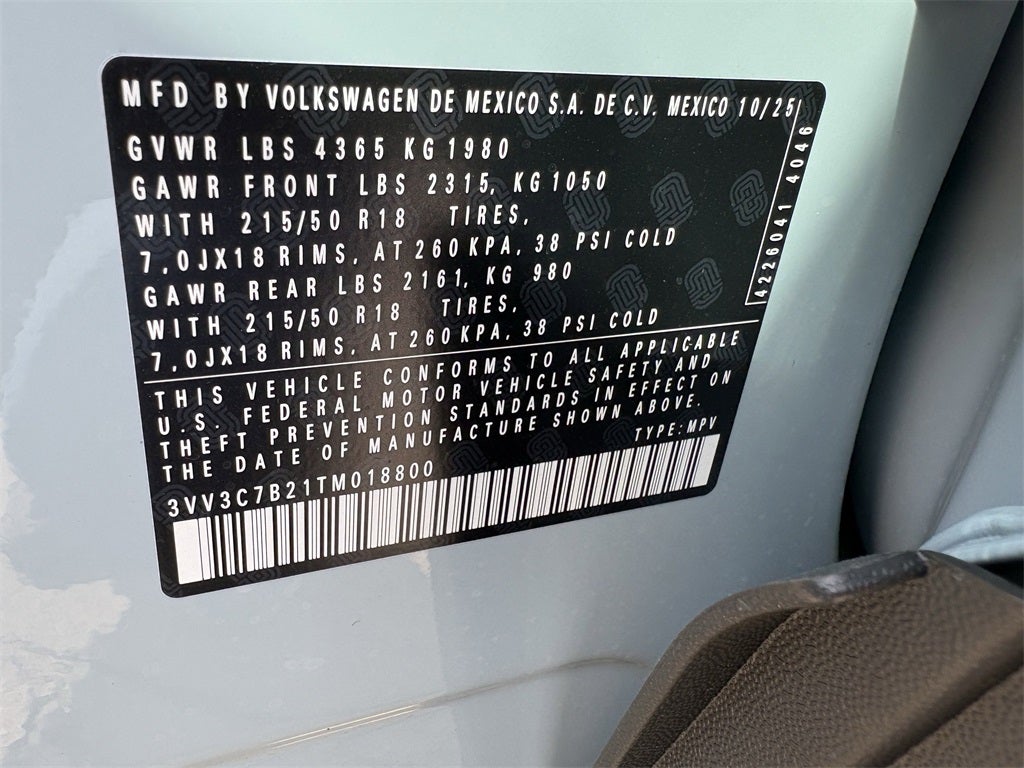 MFD BY VOLKSWAGEN DE MEXICO S.A. DE C.V. MEXICO 10/25
GVWR LBS 4365 KG 1980
GAWR FRONT LBS 2315, KG 1050
WITH 215/50 R18 TIRES,
7,0JX18 RIMS, AT 260 KPA, 38 PSI COLD
GAWR REAR LBS 2161, KG 980
WITH 215/50 R18 TIRES,
7,0JX18 RIMS, AT 260 KPA, 38 PSI COLD
4226041 4046
THIS VEHICLE CONFORMS TO ALL APPLICABLE
U.S. FEDERAL MOTOR VEHICLE SAFETY AND
THEFT PREVENTION STANDARDS IN EFFECT ON
THE DATE OF MANUFACTURE SHOWN ABOVE.
TYPE: MPV
3VV3C7B21TM018800